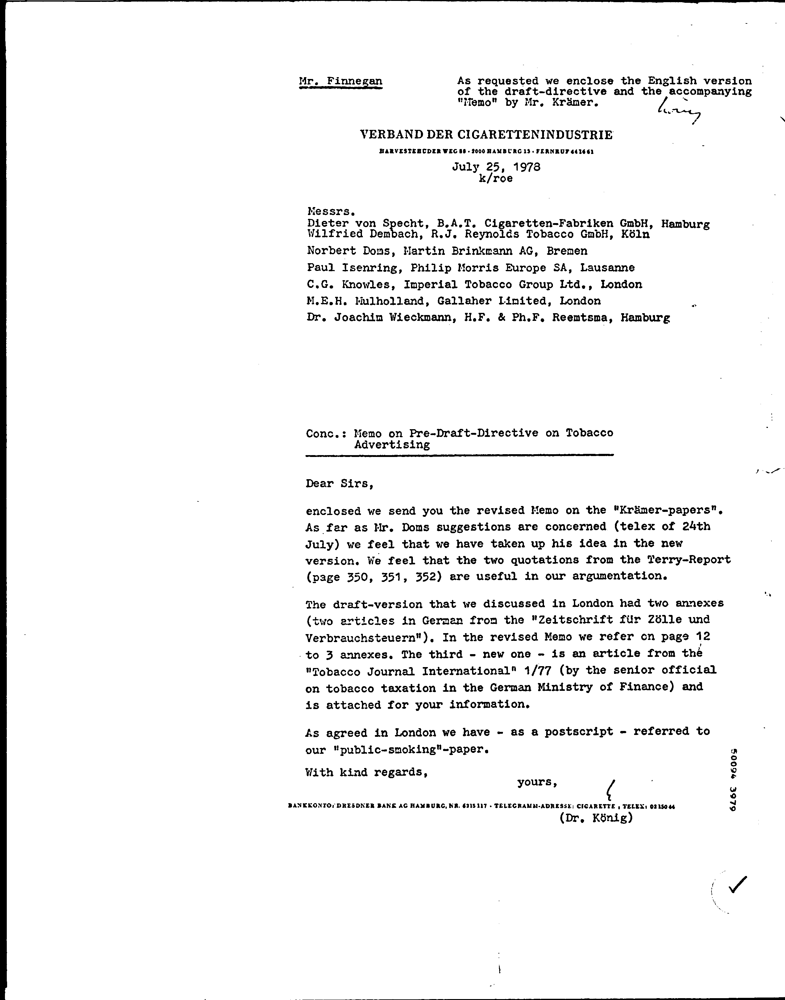 Mr. Finnegan
As requested we enclose the English version
of the draft-directive and the accompanying
"Memo" by Mr. Krämer.
VERBAND DER CIGARETTENINDUSTRIE
HARVESTEHUDER WEG 88 - 2000 HAMBURG 13 - FERNRUF 441461
July 25, 1978
k/roe
Messrs.
Dieter von Specht, B.A.T. Cigaretten-Fabriken GmbH, Hamburg
Wilfried Dembach, R.J. Reynolds Tobacco GmbH, Köln
Norbert Doms, Martin Brinkmann AG, Bremen
Paul Isenring, Philip Morris Europe SA, Lausanne
C.G. Knowles, Imperial Tobacco Group Ltd., London
M.E.H. Mulholland, Gallaher Limited, London
Dr. Joachim Wieckmann, H.F. & Ph.F. Reemtsma, Hamburg
Conc.: Memo on Pre-Draft-Directive on Tobacco
Advertising
Dear Sirs,
enclosed we send you the revised Memo on the "Krämer-papers".
As far as Mr. Doms suggestions are concerned (telex of 24th
July) we feel that we have taken up his idea in the new
version. We feel that the two quotations from the Terry-Report
(page 350, 351, 352) are useful in our argumentation.
The draft-version that we discussed in London had two annexes
(two articles in German from the "Zeitschrift für Zölle und
Verbrauchsteuern"). In the revised Memo we refer on page 12
to 3 annexes. The third - new one - is an article from the
"Tobacco Journal International" 1/77 (by the senior official
on tobacco taxation in the German Ministry of Finance) and
is attached for your information.
As agreed in London we have - as a postscript - referred to
our "public-smoking"-paper.
With kind regards,
yours,
BANKKONTO: DRESDNER BANK AG HAMBURG, NR. 6315117 - TELEGRAMM-ADRESSE: CIGARETTE, TELEX:
(Dr. König)
50094 3979